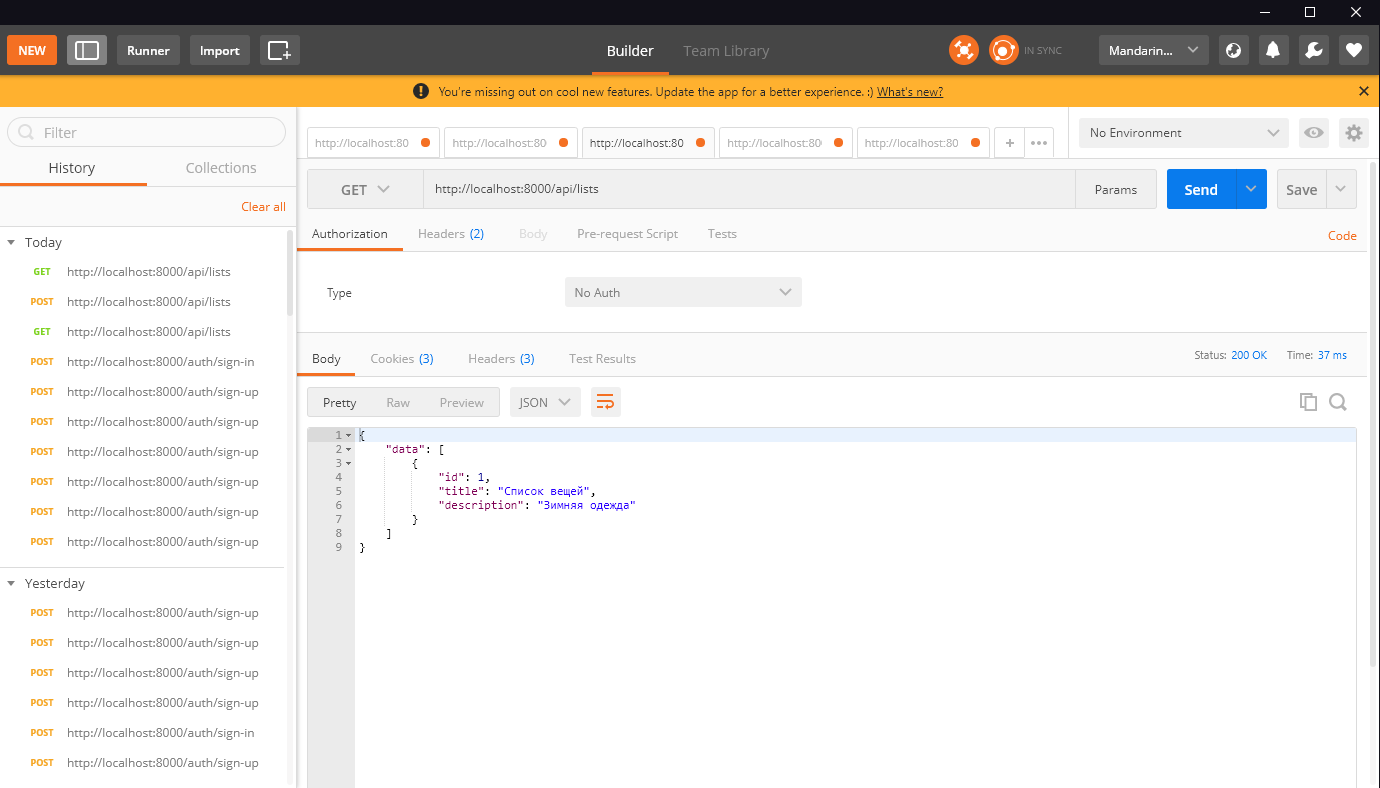 NEW Runner Import Builder Team Library IN SYNC Mandarin...
You're missing out on cool new features. Update the app for a better experience. :) What's new?
Filter
History Collections
Clear all
Today
GET http://localhost:8000/api/lists
POST http://localhost:8000/api/lists
GET http://localhost:8000/api/lists
POST http://localhost:8000/auth/sign-in
POST http://localhost:8000/auth/sign-up
POST http://localhost:8000/auth/sign-up
POST http://localhost:8000/auth/sign-up
POST http://localhost:8000/auth/sign-up
POST http://localhost:8000/auth/sign-up
POST http://localhost:8000/auth/sign-up
Yesterday
POST http://localhost:8000/auth/sign-up
POST http://localhost:8000/auth/sign-up
POST http://localhost:8000/auth/sign-up
POST http://localhost:8000/auth/sign-up
POST http://localhost:8000/auth/sign-in
POST http://localhost:8000/auth/sign-up
http://localhost:80 http://localhost:80 http://localhost:80 http://localhost:80 http://localhost:80 + •••
No Environment
GET http://localhost:8000/api/lists Params Send Save
Authorization Headers (2) Body Pre-request Script Tests Code
Type No Auth
Body Cookies (3) Headers (3) Test Results Status: 200 OK Time: 37 ms
Pretty Raw Preview JSON
1 {
2 "data": [
3 {
4 "id": 1,
5 "title": "Список вещей",
6 "description": "Зимняя одежда"
7 }
8 ]
9 }